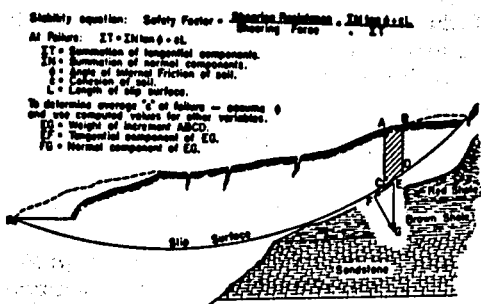 Stability equation: Safety Factor = Shearing Resistance = ΣN tan ϕ + cL
Shearing Force ΣT
At Failure: ΣT = ΣN tan ϕ + cL
ΣT = Summation of tangential components.
ΣN = Summation of normal components.
ϕ = Angle of Internal Friction of soil.
c = Cohesion of soil.
L = Length of slip surface.
To determine average "c" at failure — assume ϕ
and use computed values for other variables.
EG = Weight of increment ABCD.
EF = Tangential component of EG.
FG = Normal component of EG.
A B
D
C E
F
G
Red Shale
Brown Shale
Slip Surface
Sandstone